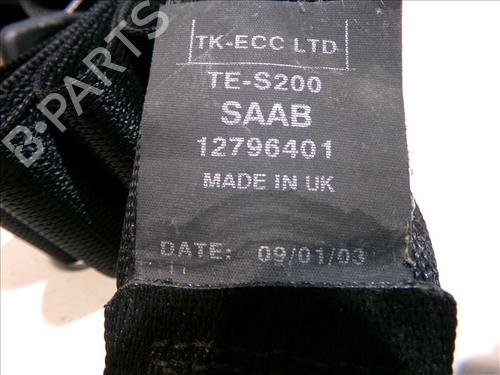 TK-ECC LTD
TE-S200
SAAB
12796401
MADE IN UK
DATE: 09/01/03
B-PARTS